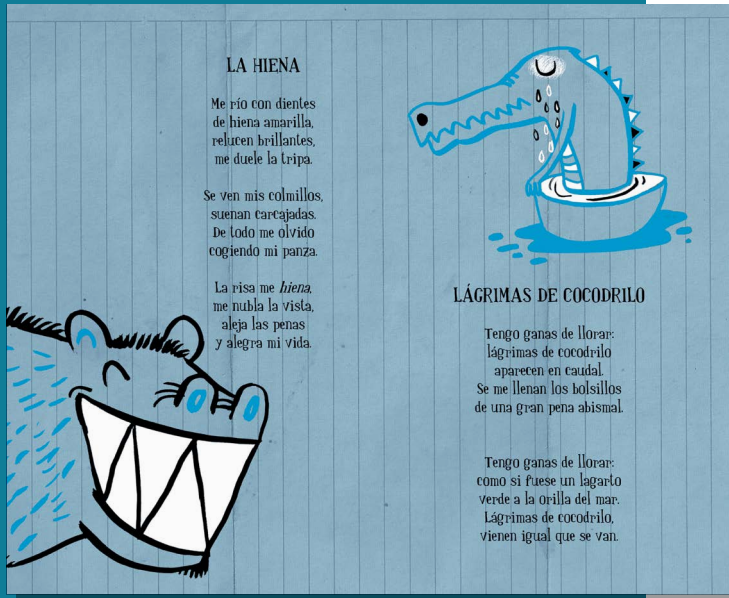 LA HIENA
Me río con dientes
de hiena amarilla,
relucen brillantes,
me duele la tripa.
Se ven mis colmillos,
suenan carcajadas.
De todo me olvido
cogiendo mi panza.
La risa me hiena,
me nubla la vista,
aleja las penas
y alegra mi vida.
LÁGRIMAS DE COCODRILO
Tengo ganas de llorar:
lágrimas de cocodrilo
aparecen en caudal.
Se me llenan los bolsillos
de una gran pena abismal.
Tengo ganas de llorar:
como si fuese un lagarto
verde a la orilla del mar.
Lágrimas de cocodrilo,
vienen igual que se van.